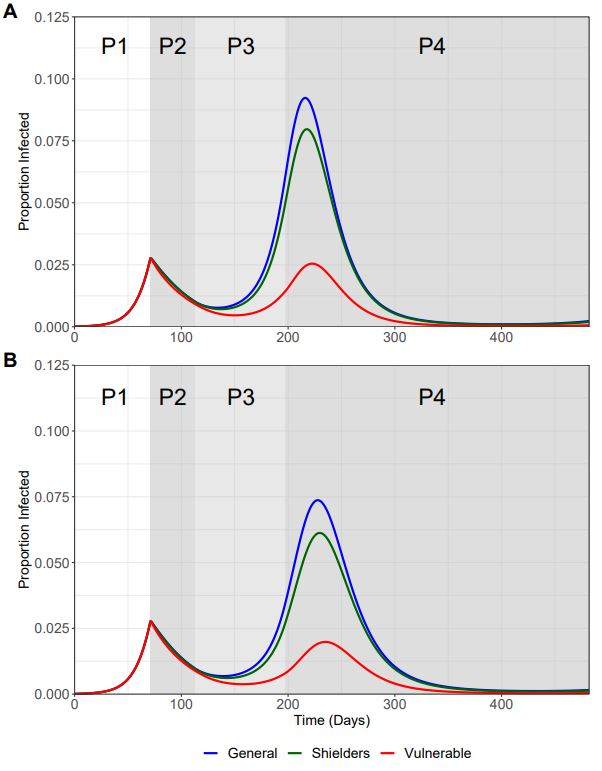 A
P1 P2 P3 P4
Proportion Infected
0.125
0.100
0.075
0.050
0.025
0.000
0 100 200 300 400
B
P1 P2 P3 P4
Proportion Infected
0.125
0.100
0.075
0.050
0.025
0.000
0 100 200 300 400
Time (Days)
General Shielders Vulnerable